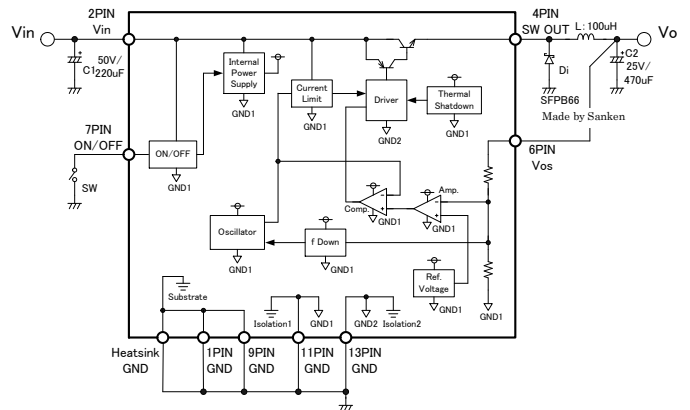 Vin
2PIN
Vin
50V/
C1
220uF
+
7PIN
ON/OFF
SW
ON/OFF
GND1
Internal
Power
Supply
GND1
Current
Limit
GND1
Driver
GND2
Thermal
Shatdown
GND1
4PIN
SW OUT
L:100uH
Vo
Di
SFPB66
+
C2
25V/
470uF
Made by Sanken
6PIN
Vos
Comp.
-
+
GND1
Amp.
-
+
GND1
Oscillator
GND1
f Down
GND1
Ref.
Voltage
GND1
GND1
Substrate
Isolation1
GND1
GND2
Isolation2
Heatsink
GND
1PIN
GND
9PIN
GND
11PIN
GND
13PIN
GND